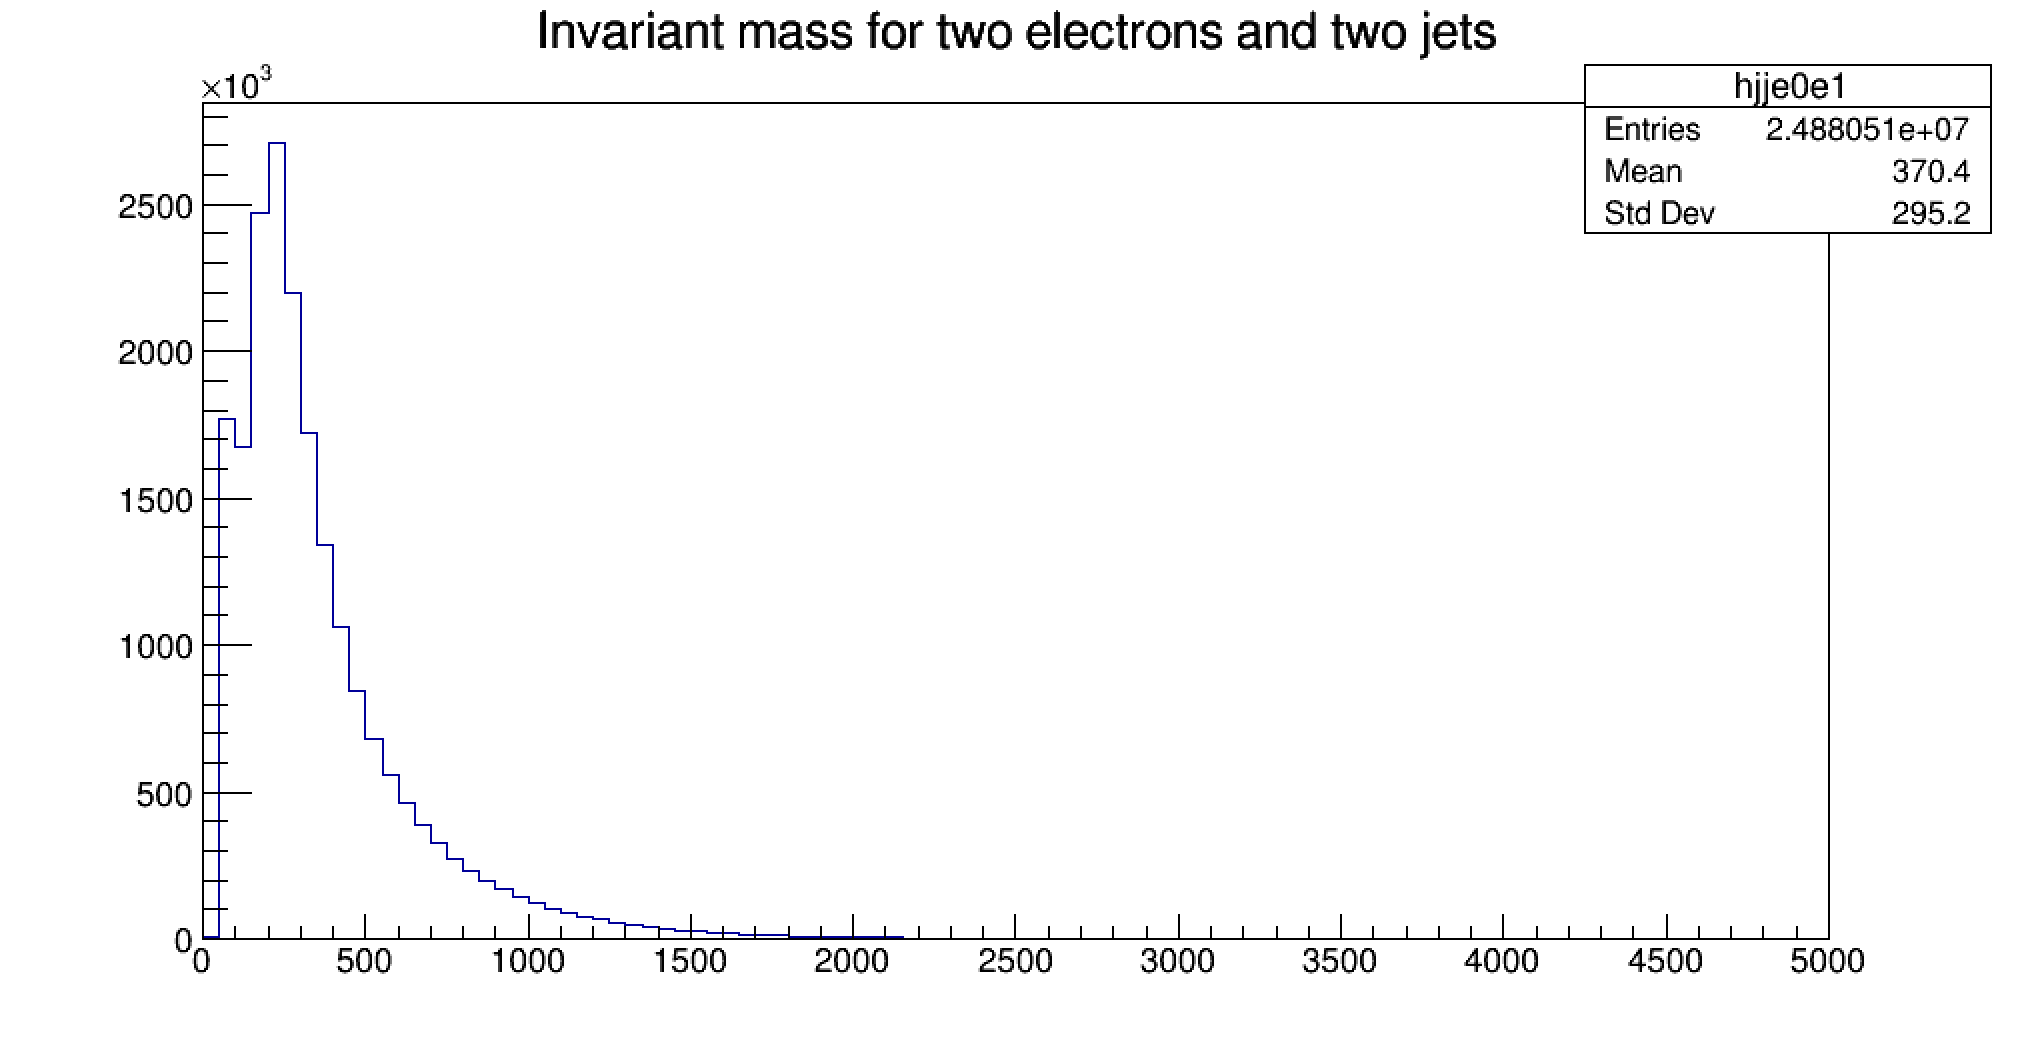 Invariant mass for two electrons and two jets
×10³
hjje0e1
Entries 2.488051e+07
Mean 370.4
Std Dev 295.2
2500
2000
1500
1000
500
0
0 500 1000 1500 2000 2500 3000 3500 4000 4500 5000